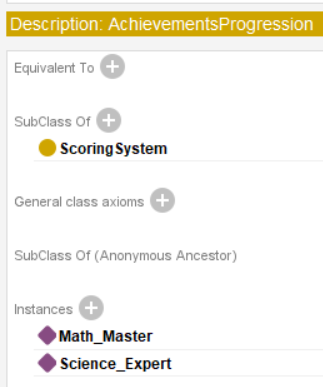 Description: AchievementsProgression
Equivalent To
SubClass Of
ScoringSystem
General class axioms
SubClass Of (Anonymous Ancestor)
Instances
Math_Master
Science_Expert